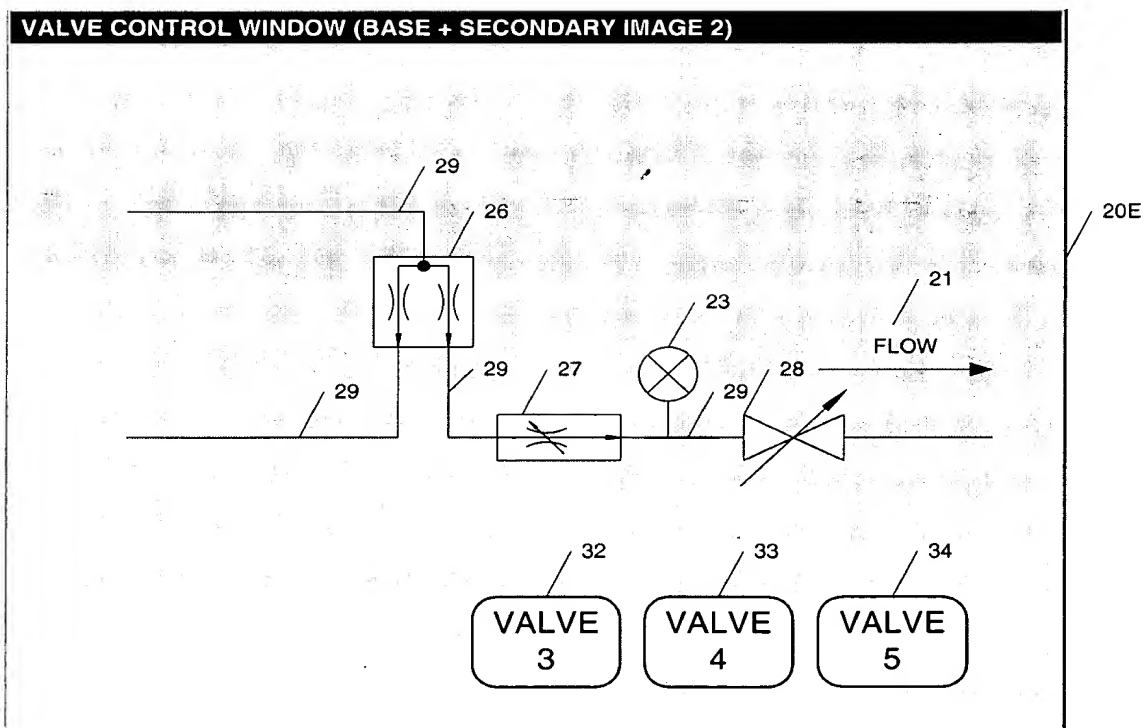 VALVE CONTROL WINDOW (BASE + SECONDARY IMAGE 2)
29
26
20E
21
23
FLOW
29
29
27
28
29
32
33
34
VALVE 3
VALVE 4
VALVE 5